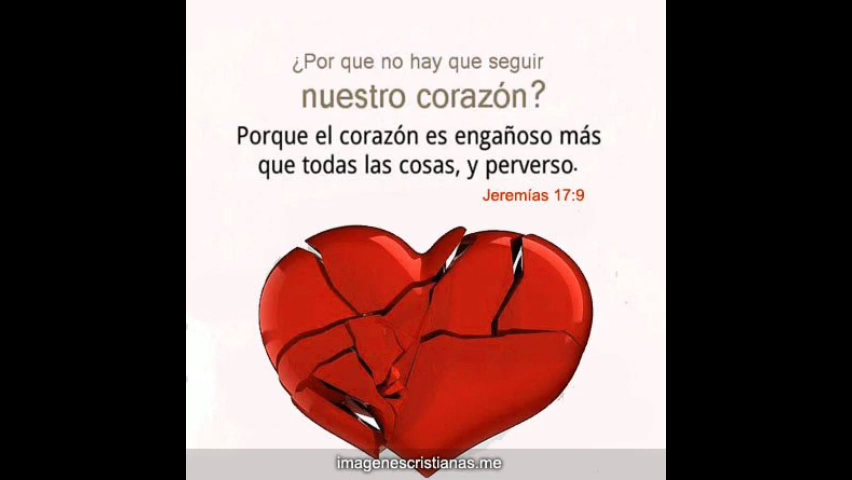 ¿Por que no hay que seguir
nuestro corazón?
Porque el corazón es engañoso más
que todas las cosas, y perverso.
Jeremías 17:9
imagenescristianas.me